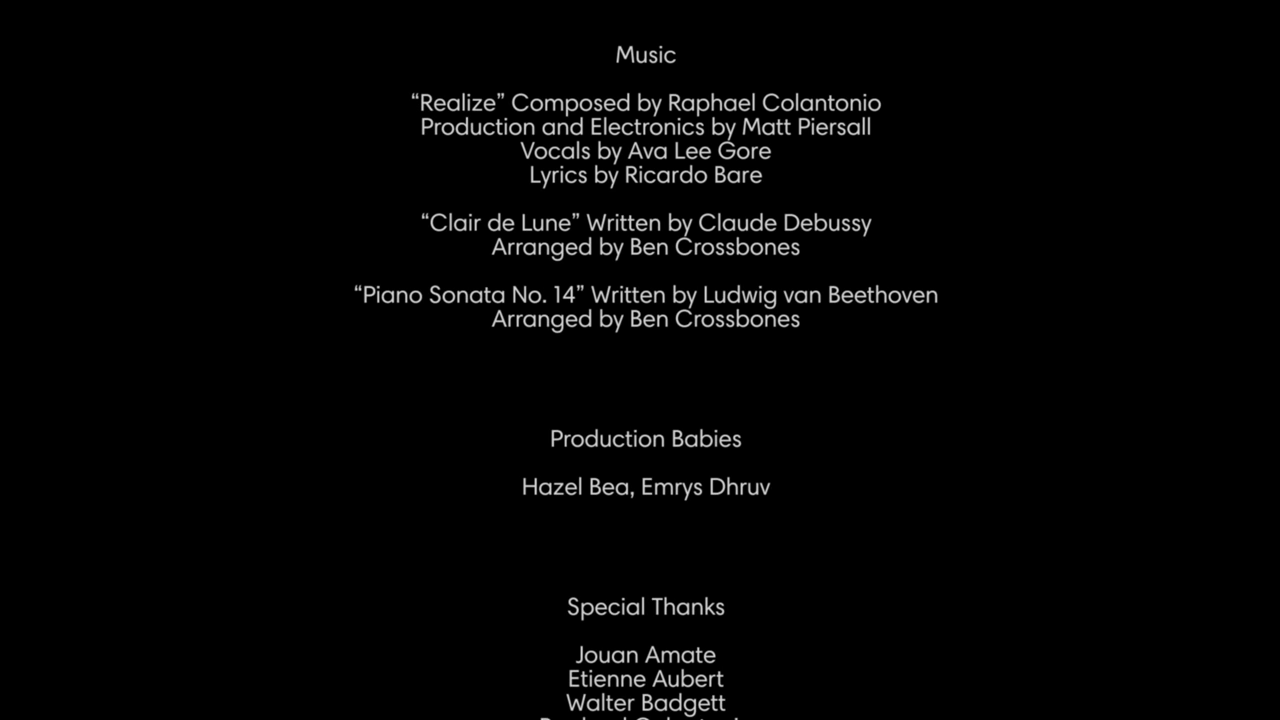 Music
“Realize” Composed by Raphael Colantonio
Production and Electronics by Matt Piersall
Vocals by Ava Lee Gore
Lyrics by Ricardo Bare
“Clair de Lune” Written by Claude Debussy
Arranged by Ben Crossbones
“Piano Sonata No. 14” Written by Ludwig van Beethoven
Arranged by Ben Crossbones
Production Babies
Hazel Bea, Emrys Dhruv
Special Thanks
Jouan Amate
Etienne Aubert
Walter Badgett